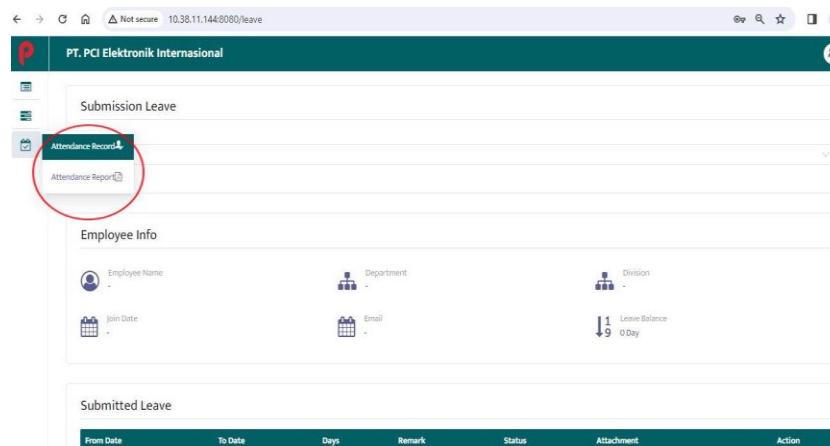 Not secure 10.38.11.144:8080/leave
PT. PCI Elektronik Internasional
Submission Leave
Attendance Record
Attendance Report
Employee Info
Employee Name Department Division
- - -
Join Date Email Leave Balance
- - 0 Day
Submitted Leave
From Date To Date Days Remark Status Attachment Action